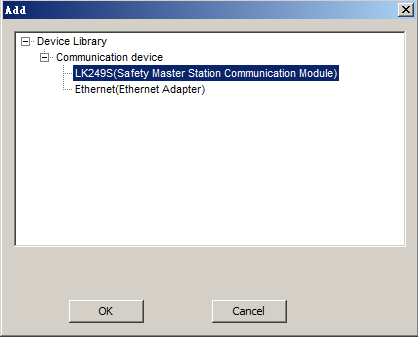 Add
Device Library
Communication device
LK249S(Safety Master Station Communication Module)
Ethernet(Ethernet Adapter)
OK
Cancel